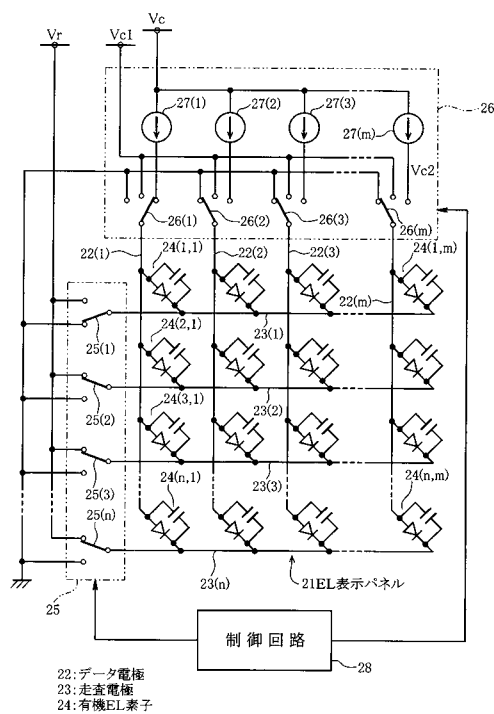 Vr
Vc1
Vc
27(1)
27(2)
27(3)
27(m)
26
Vc2
26(1)
26(2)
26(3)
26(m)
22(1)
24(1,1)
22(2)
22(3)
22(m)
24(1,m)
25(1)
23(1)
24(2,1)
25(2)
23(2)
24(3,1)
25(3)
23(3)
24(n,1)
24(n,m)
25(n)
23(n)
21EL表示パネル
25
制御回路
28
22:データ電極
23:走査電極
24:有機EL素子